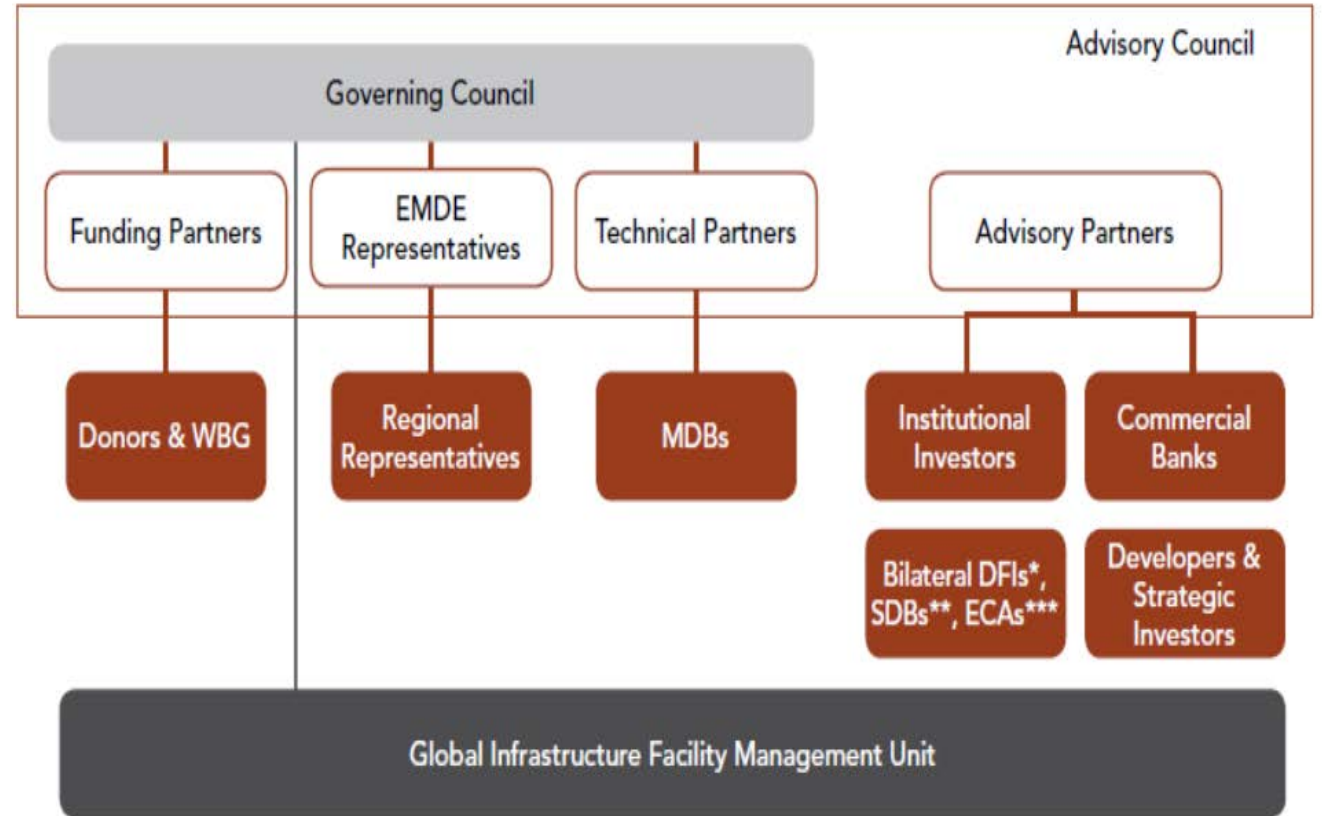 Advisory Council
Governing Council
Funding Partners
EMDE
Representatives
Technical Partners
Advisory Partners
Donors & WBG
Regional
Representatives
MDBs
Institutional
Investors
Commercial
Banks
Bilateral DFIs*,
SDBs**, ECAs***
Developers &
Strategic
Investors
Global Infrastructure Facility Management Unit